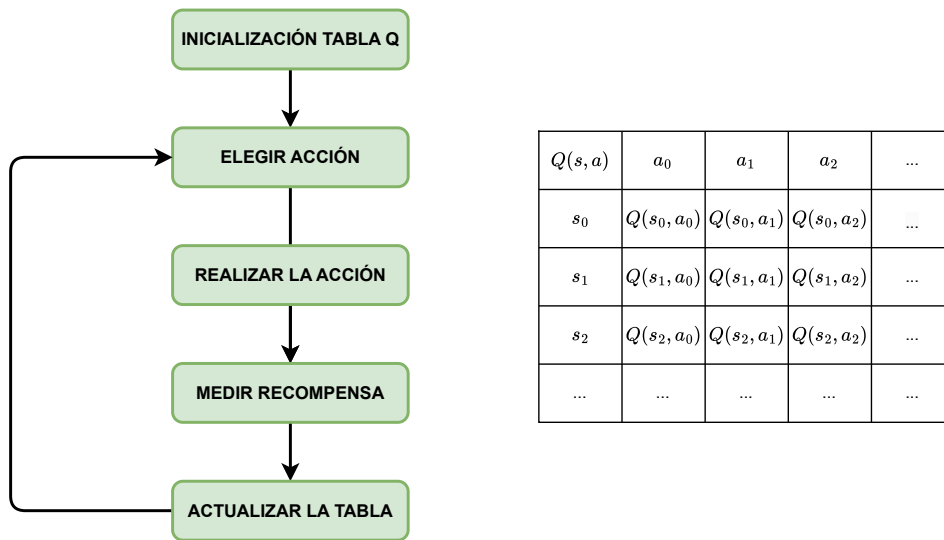 INICIALIZACIÓN TABLA Q
ELEGIR ACCIÓN
REALIZAR LA ACCIÓN
MEDIR RECOMPENSA
ACTUALIZAR LA TABLA
Q(s, a) a₀ a₁ a₂ ...
s₀ Q(s₀, a₀) Q(s₀, a₁) Q(s₀, a₂) ...
s₁ Q(s₁, a₀) Q(s₁, a₁) Q(s₁, a₂) ...
s₂ Q(s₂, a₀) Q(s₂, a₁) Q(s₂, a₂) ...
... ... ... ... ...